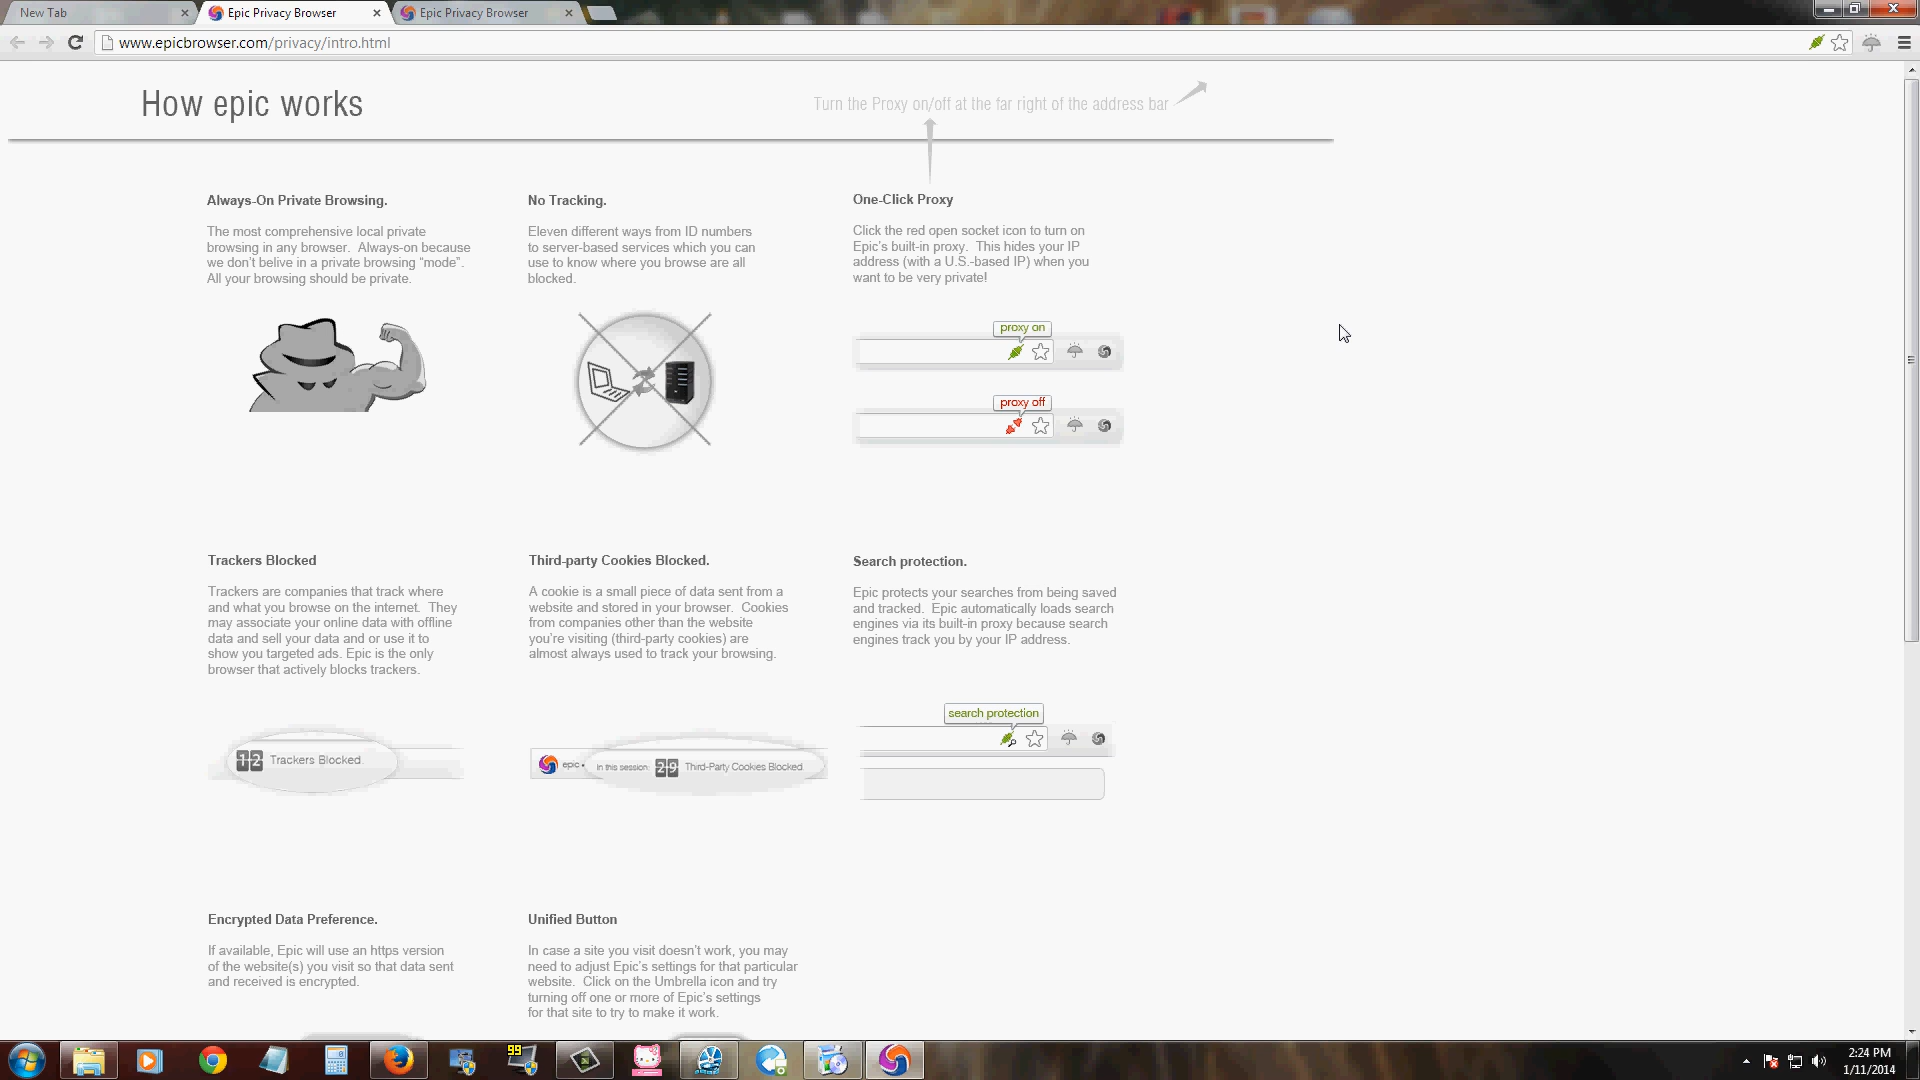 New Tab
Epic Privacy Browser
Epic Privacy Browser
www.epicbrowser.com/privacy/intro.html
How epic works
Turn the Proxy on/off at the far right of the address bar
Always-On Private Browsing.
The most comprehensive local private
browsing in any browser.  Always-on because
we don't belive in a private browsing "mode".
All your browsing should be private.
No Tracking.
Eleven different ways from ID numbers
to server-based services which you can
use to know where you browse are all
blocked.
One-Click Proxy
Click the red open socket icon to turn on
Epic's built-in proxy.  This hides your IP
address (with a U.S.-based IP) when you
want to be very private!
proxy on
proxy off
Trackers Blocked
Trackers are companies that track where
and what you browse on the internet.  They
may associate your online data with offline
data and sell your data and or use it to
show you targeted ads. Epic is the only
browser that actively blocks trackers.
12 Trackers Blocked
Third-party Cookies Blocked.
A cookie is a small piece of data sent from a
website and stored in your browser.  Cookies
from companies other than the website
you're visiting (third-party cookies) are
almost always used to track your browsing.
epic • In this session: 29 Third-Party Cookies Blocked
Search protection.
Epic protects your searches from being saved
and tracked.  Epic automatically loads search
engines via its built-in proxy because search
engines track you by your IP address.
search protection
Encrypted Data Preference.
If available, Epic will use an https version
of the website(s) you visit so that data sent
and received is encrypted.
Unified Button
In case a site you visit doesn't work, you may
need to adjust Epic's settings for that particular
website.  Click on the Umbrella icon and try
turning off one or more of Epic's settings
for that site to try to make it work.
99
2:24 PM
1/11/2014